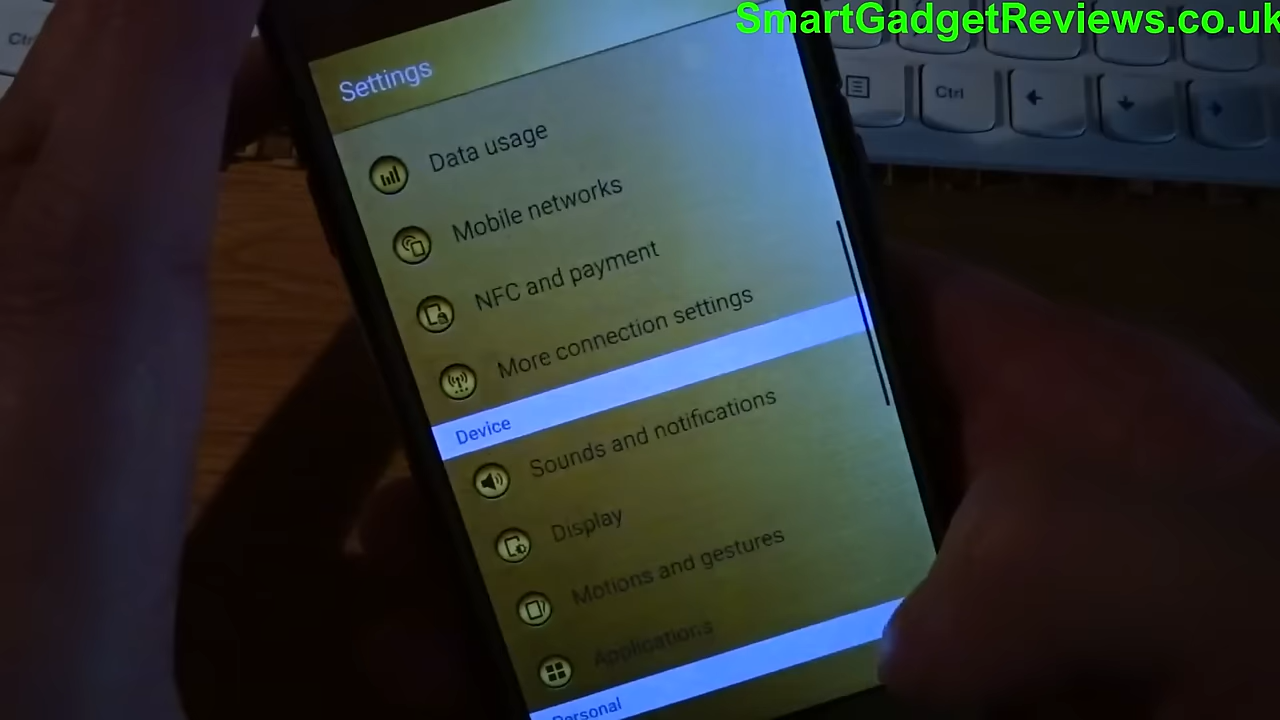 SmartGadgetReviews.co.uk
Ctrl
Ctrl
Settings
Data usage
Mobile networks
NFC and payment
More connection settings
Device
Sounds and notifications
Display
Motions and gestures
Applications
Personal